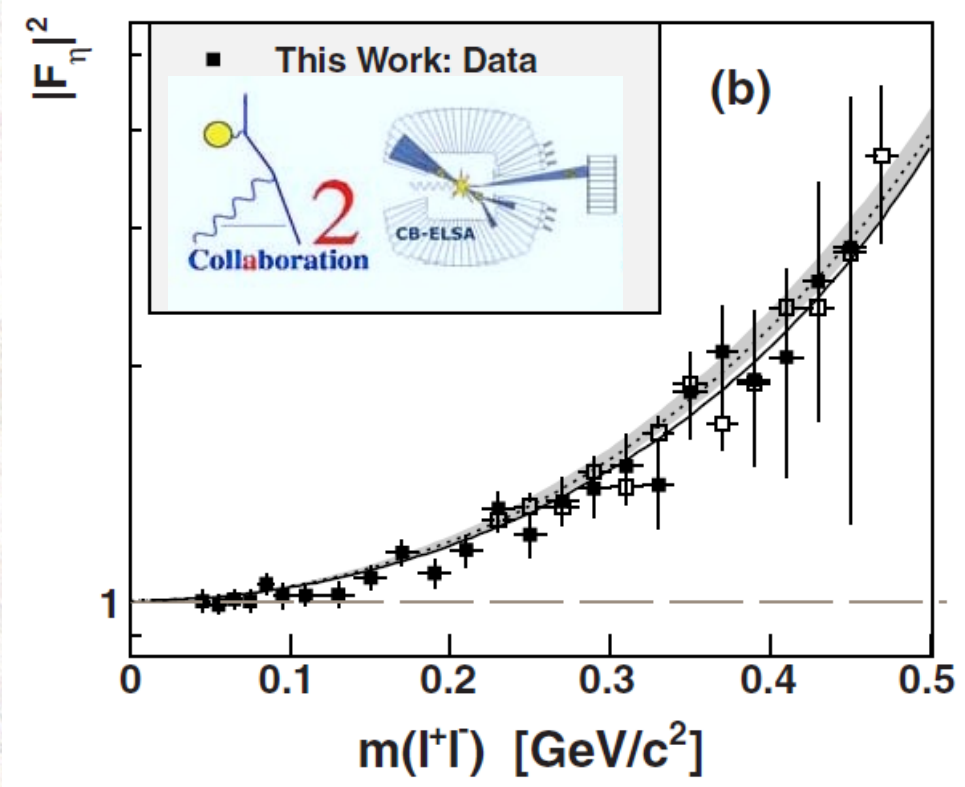 |Fη|²
This Work: Data
(b)
2
CB-ELSA
Collaboration
1
0 0.1 0.2 0.3 0.4 0.5
m(l⁺l⁻) [GeV/c²]